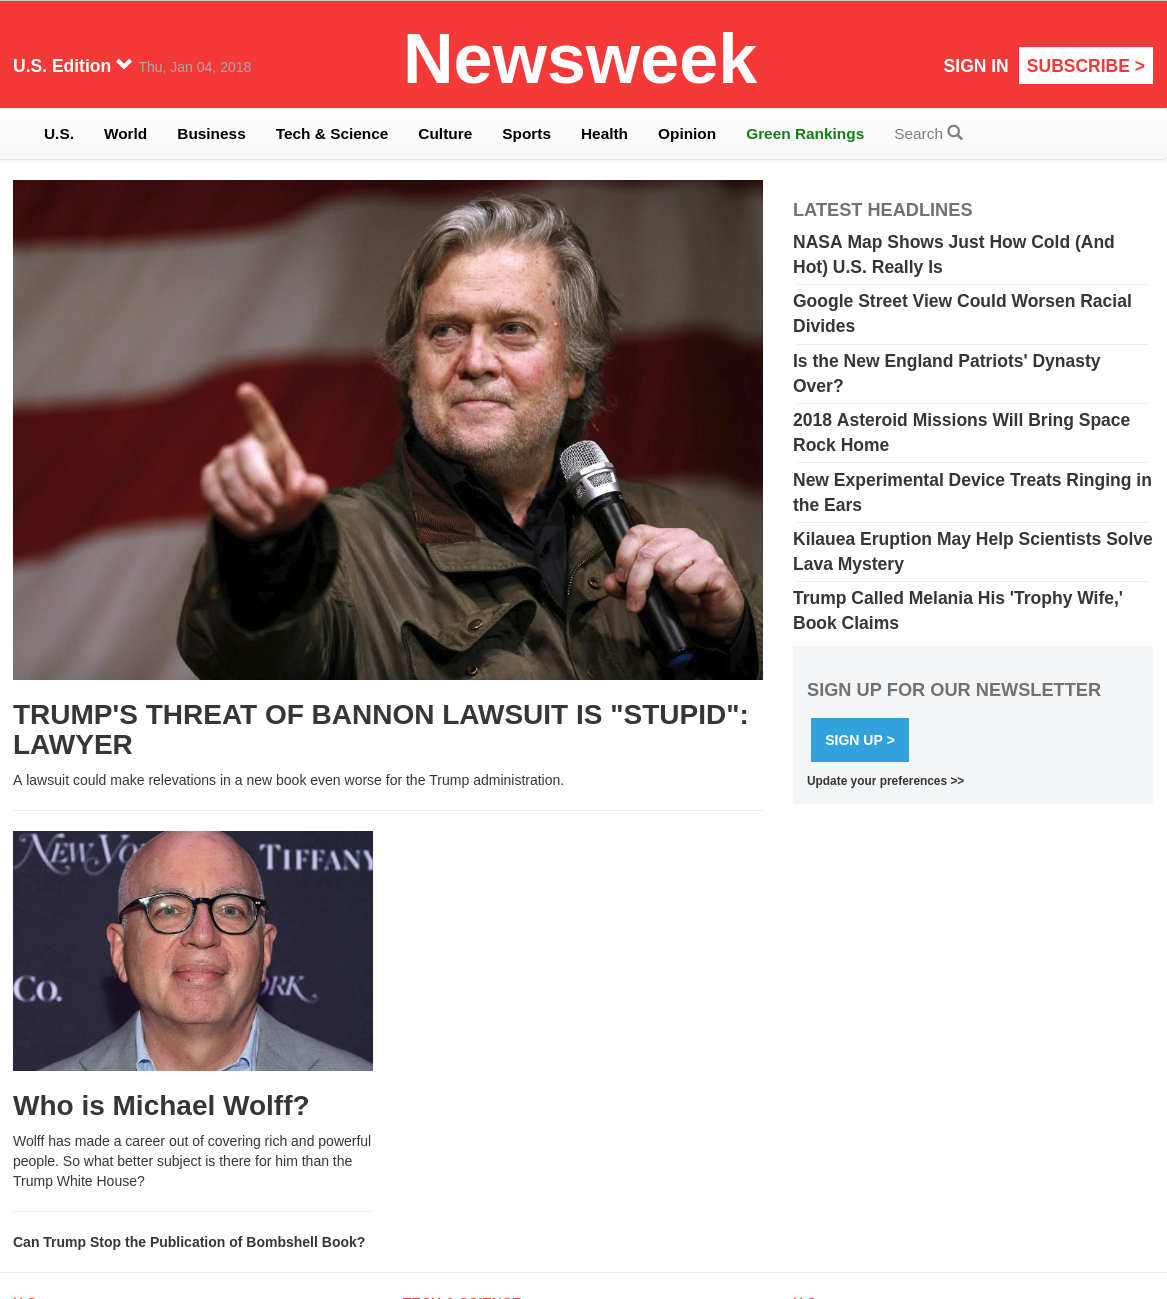 U.S. Edition Thu, Jan 04, 2018
Newsweek
SIGN IN SUBSCRIBE >
U.S. World Business Tech & Science Culture Sports Health Opinion Green Rankings Search
TRUMP'S THREAT OF BANNON LAWSUIT IS "STUPID":
LAWYER
A lawsuit could make relevations in a new book even worse for the Trump administration.
NEW YO
TIFFANY
CO.
ORK
Who is Michael Wolff?
Wolff has made a career out of covering rich and powerful
people. So what better subject is there for him than the
Trump White House?
Can Trump Stop the Publication of Bombshell Book?
LATEST HEADLINES
NASA Map Shows Just How Cold (And
Hot) U.S. Really Is
Google Street View Could Worsen Racial
Divides
Is the New England Patriots' Dynasty
Over?
2018 Asteroid Missions Will Bring Space
Rock Home
New Experimental Device Treats Ringing in
the Ears
Kilauea Eruption May Help Scientists Solve
Lava Mystery
Trump Called Melania His 'Trophy Wife,'
Book Claims
SIGN UP FOR OUR NEWSLETTER
SIGN UP >
Update your preferences >>
U.S. TECH & SCIENCE U.S.